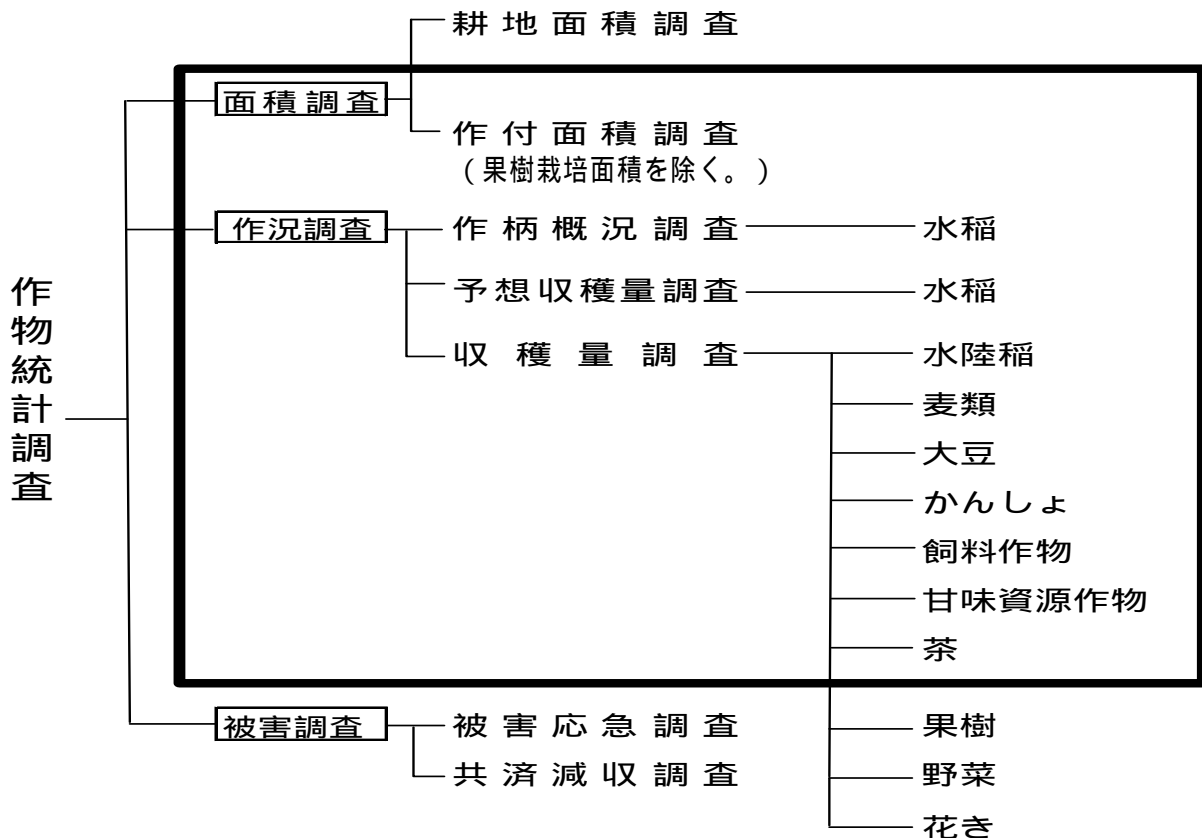 作物統計調査
耕地面積調査
面積調査
作付面積調査
（果樹栽培面積を除く。）
作況調査
作柄概況調査
水稲
予想収穫量調査
水稲
収穫量調査
水陸稲
麦類
大豆
かんしょ
飼料作物
甘味資源作物
茶
被害調査
被害応急調査
果樹
共済減収調査
野菜
花き